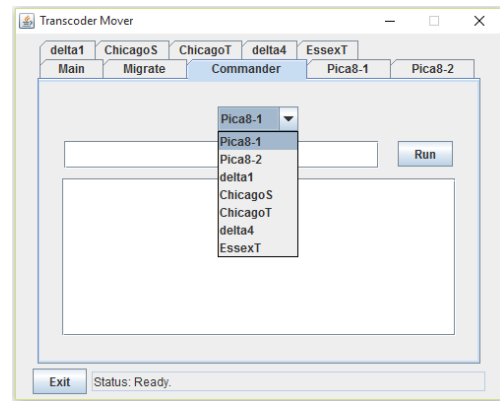 Transcoder Mover
delta1 ChicagoS ChicagoT delta4 EssexT
Main Migrate Commander Pica8-1 Pica8-2
Pica8-1
Pica8-1
Run
Pica8-2
delta1
ChicagoS
ChicagoT
delta4
EssexT
Exit Status: Ready.